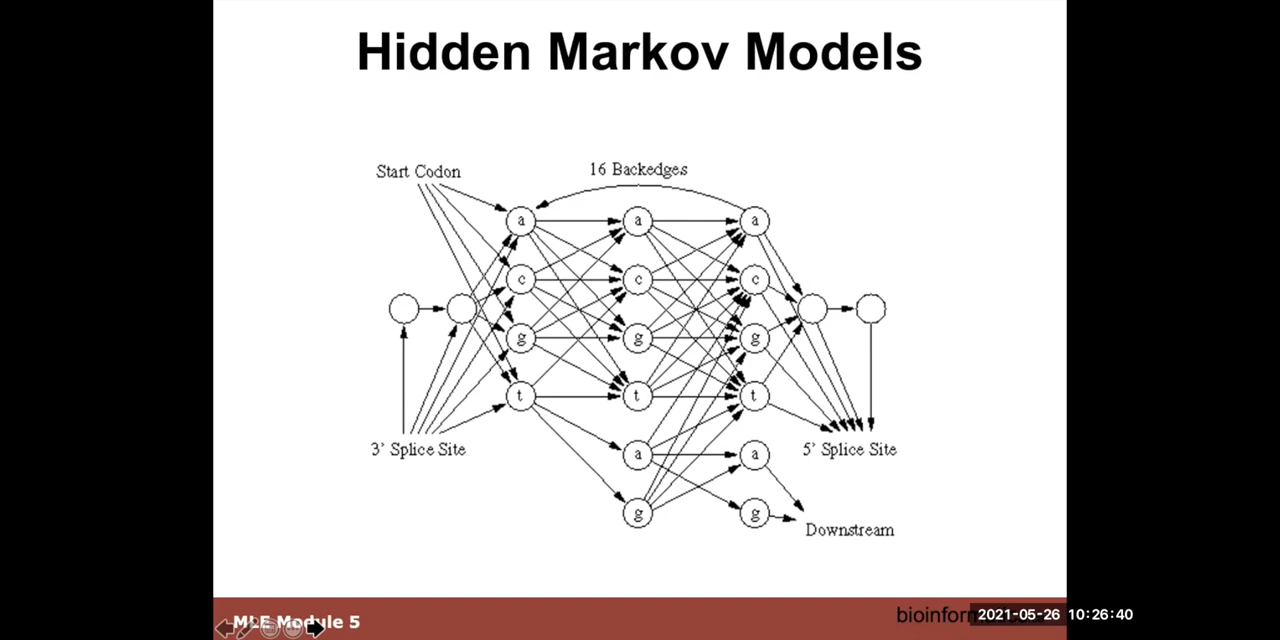 Hidden Markov Models
Start Codon
16 Backedges
a a a
c c c
g g g
t t t
3' Splice Site
a a
5' Splice Site
g g
Downstream
MLE Module 5
2021-05-26 10:26:40